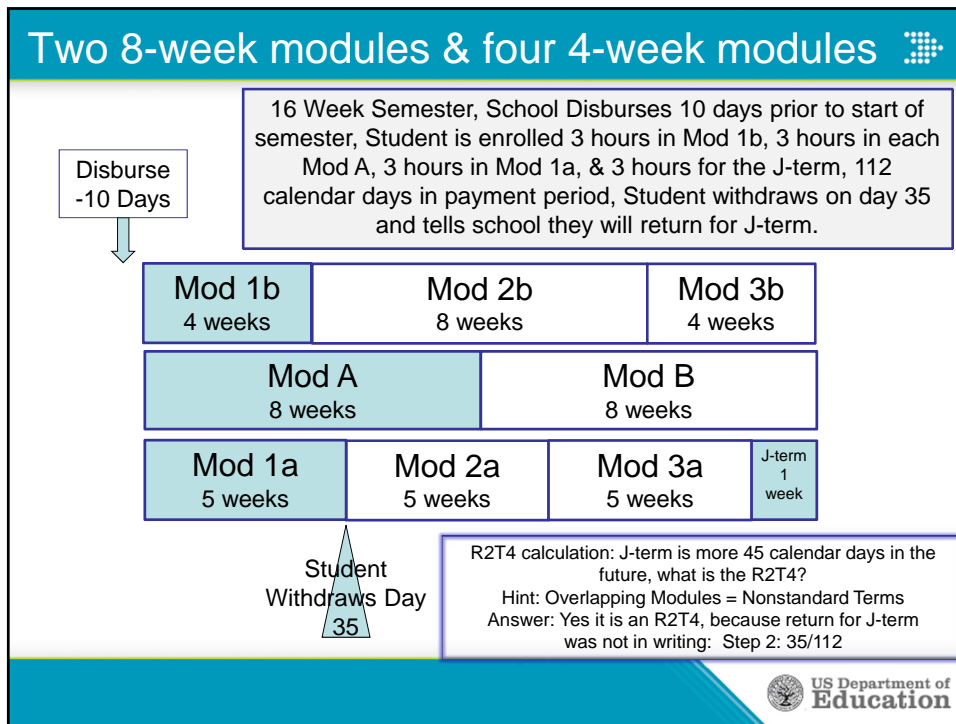 Two 8-week modules & four 4-week modules
16 Week Semester, School Disburses 10 days prior to start of
semester, Student is enrolled 3 hours in Mod 1b, 3 hours in each
Mod A, 3 hours in Mod 1a, & 3 hours for the J-term, 112
calendar days in payment period, Student withdraws on day 35
and tells school they will return for J-term.
Disburse
-10 Days
Mod 1b
4 weeks
Mod 2b
8 weeks
Mod 3b
4 weeks
Mod A
8 weeks
Mod B
8 weeks
Mod 1a
5 weeks
Mod 2a
5 weeks
Mod 3a
5 weeks
J-term
1
week
Student
Withdraws Day
35
R2T4 calculation: J-term is more 45 calendar days in the
future, what is the R2T4?
Hint: Overlapping Modules = Nonstandard Terms
Answer: Yes it is an R2T4, because return for J-term
was not in writing: Step 2: 35/112
US Department of
Education